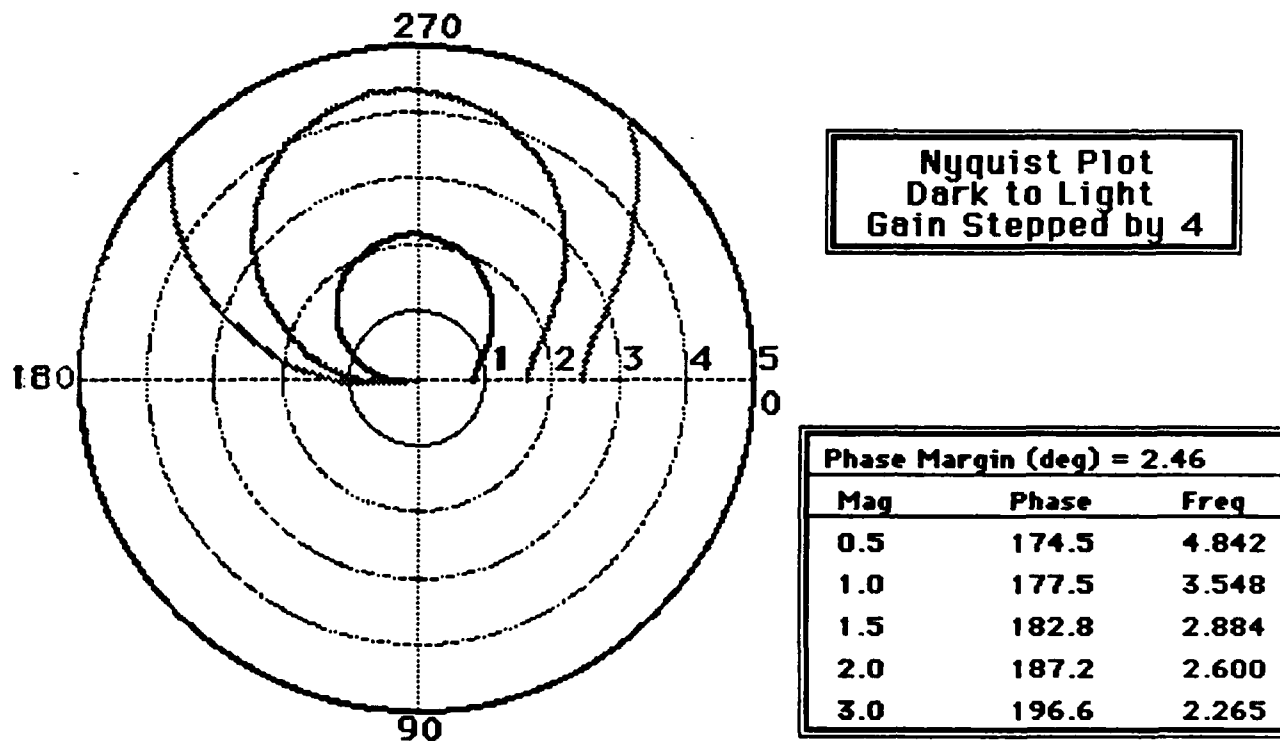 270
180
1
2
3
4
5
0
90
Nyquist Plot
Dark to Light
Gain Stepped by 4
Phase Margin (deg) = 2.46
Mag Phase Freq
0.5 174.5 4.842
1.0 177.5 3.548
1.5 182.8 2.884
2.0 187.2 2.600
3.0 196.6 2.265